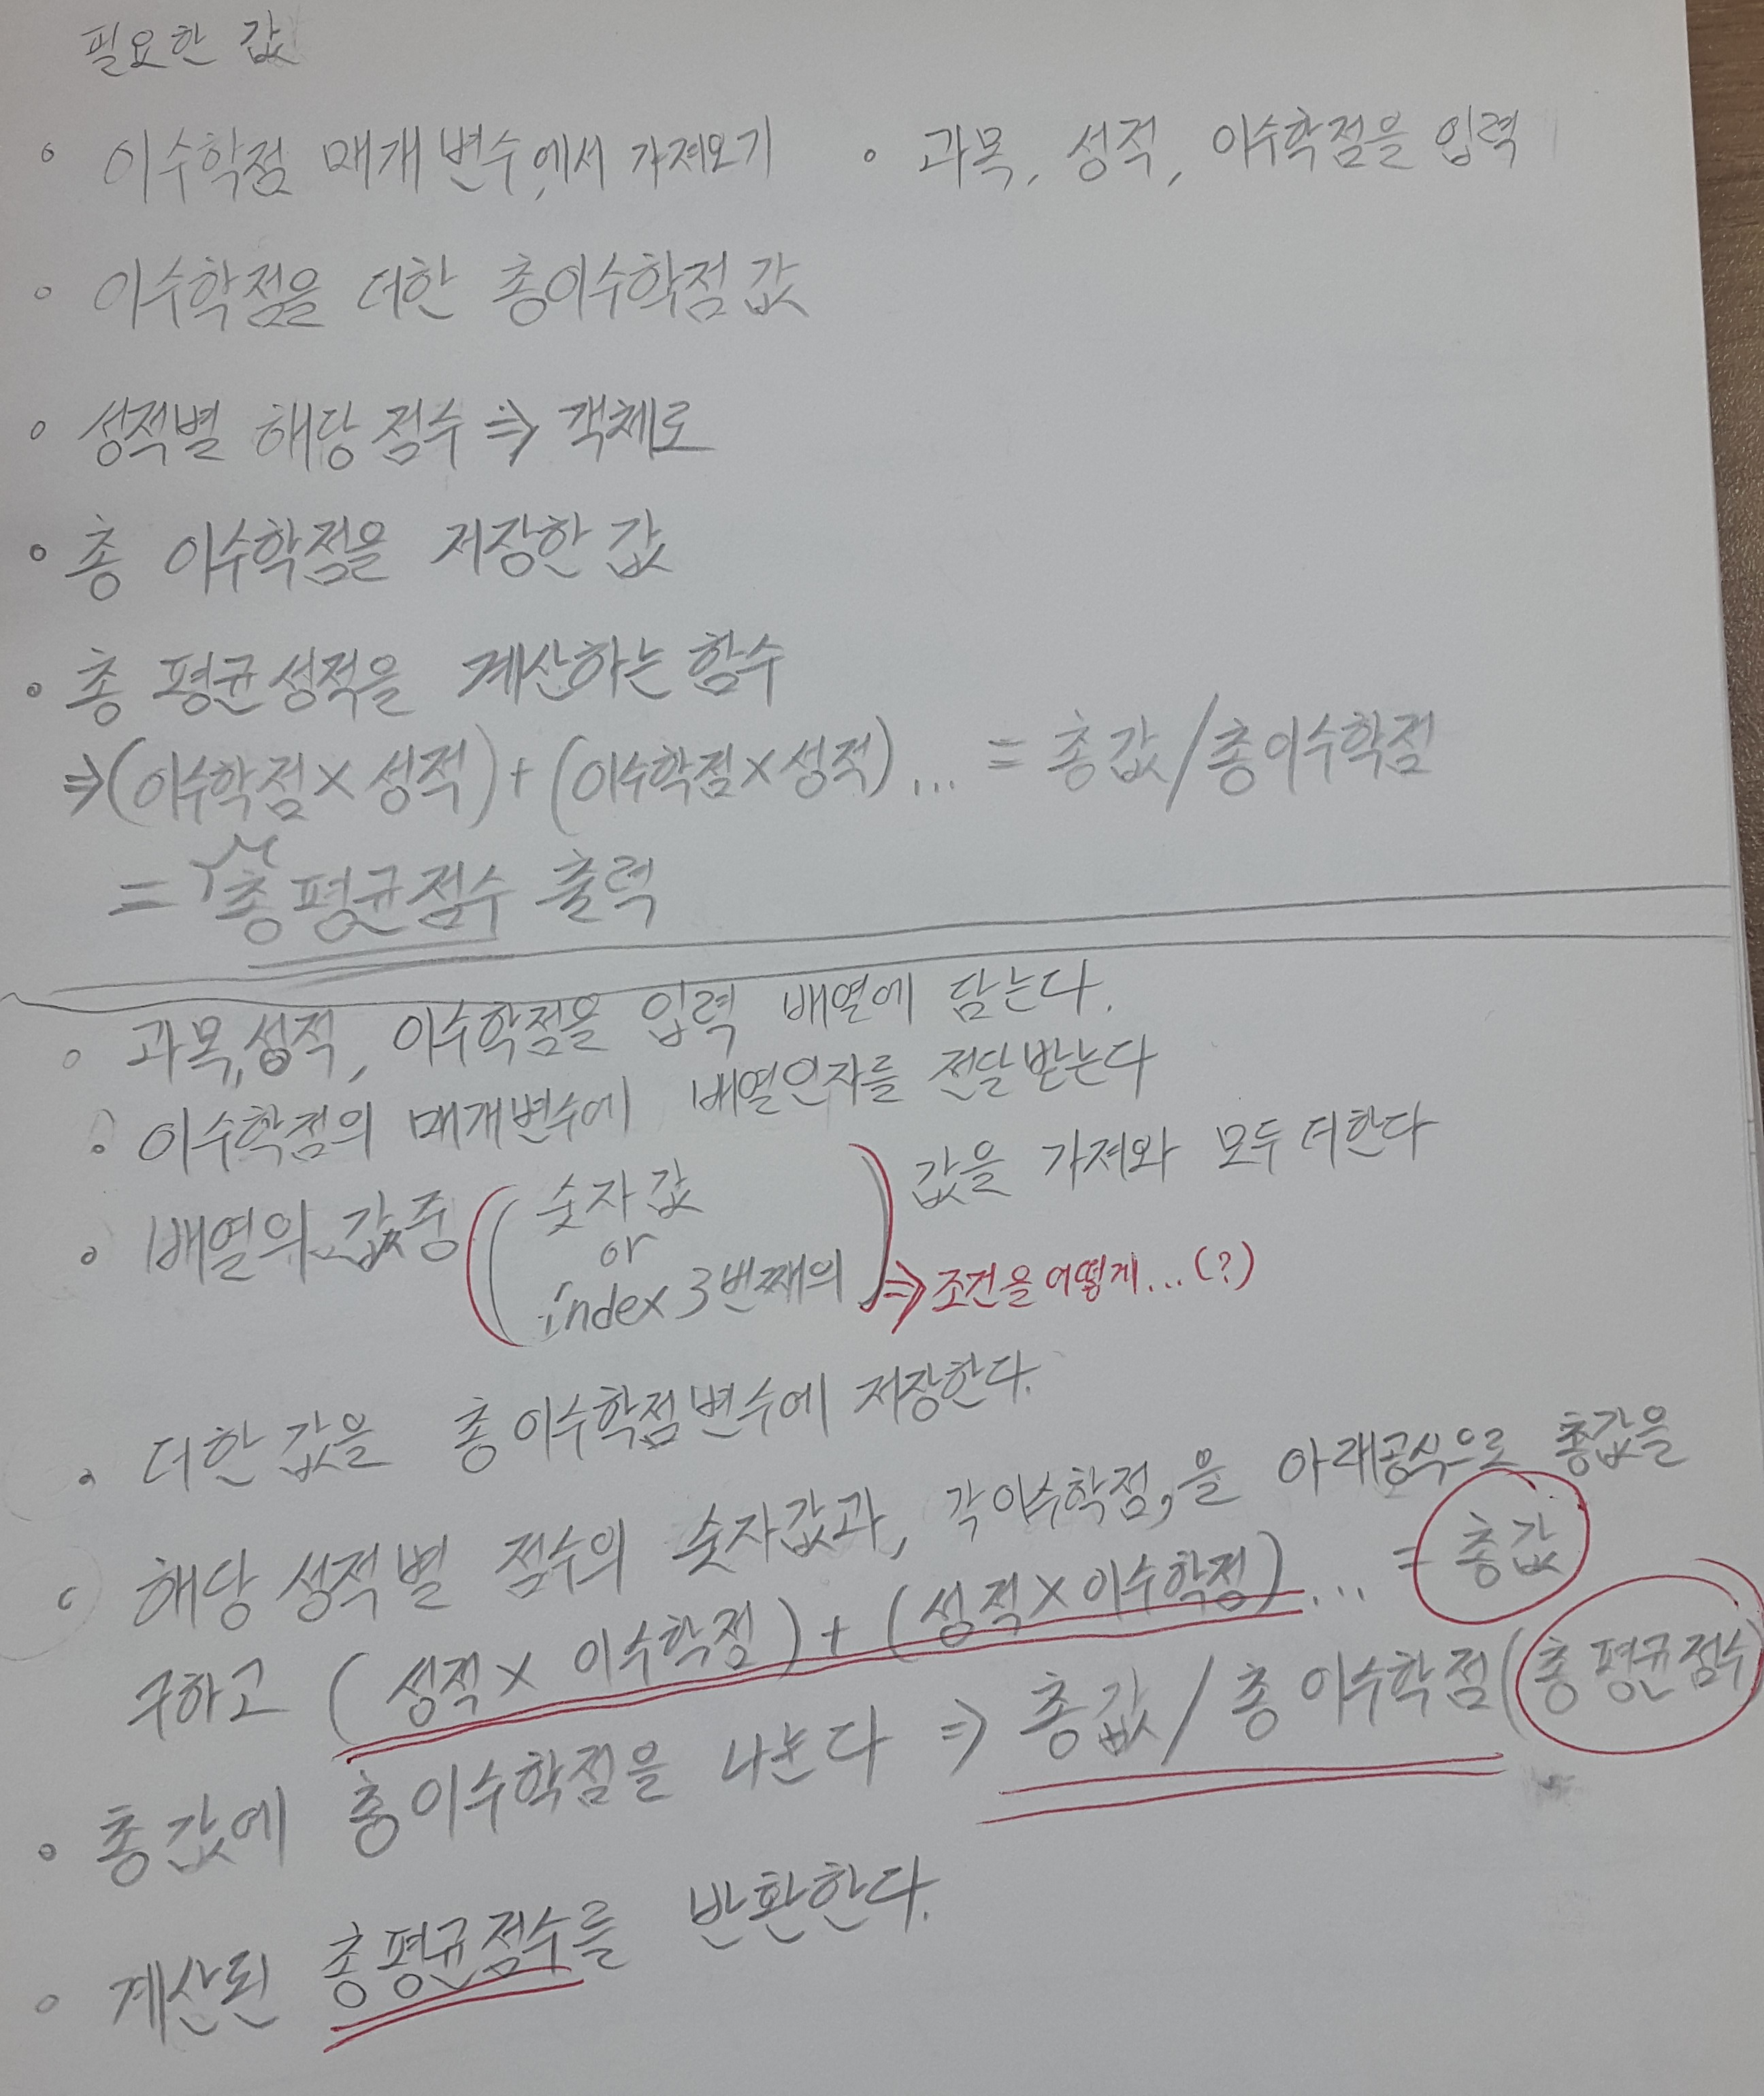 필요한 값
• 이수학점 매개변수에서 가져오기 • 과목, 성적, 이수학점을 입력
• 이수학점을 더한 총이수학점 값
• 성적별 해당 점수 ⇒ 객체로
• 총 이수학점을 저장한 값
• 총 평균성적을 계산하는 함수
⇒ (이수학점 × 성적) + (이수학점 × 성적) ... = 총값 / 총이수학점
= 총평균점수 출력
• 과목, 성적, 이수학점을 입력 배열에 담는다.
• 이수학점의 매개변수에 배열인자를 전달받는다
• 배열의 값중 ( 숫자값
or
index 3번째의 ) 값을 가져와 모두 더한다
⇒ 조건을 어떻게... (?)
• 더한 값을 총 이수학점변수에 저장한다.
• 해당 성적별 점수의 숫자값과, 각이수학점,을 아래공식으로 총값을
구하고 (성적 × 이수학점) + (성적 × 이수학점) ... = 총값
• 총값에 총이수학점을 나눈다 ⇒ 총값 / 총 이수학점 (총평균점수)
• 계산된 총평균점수를 반환한다.